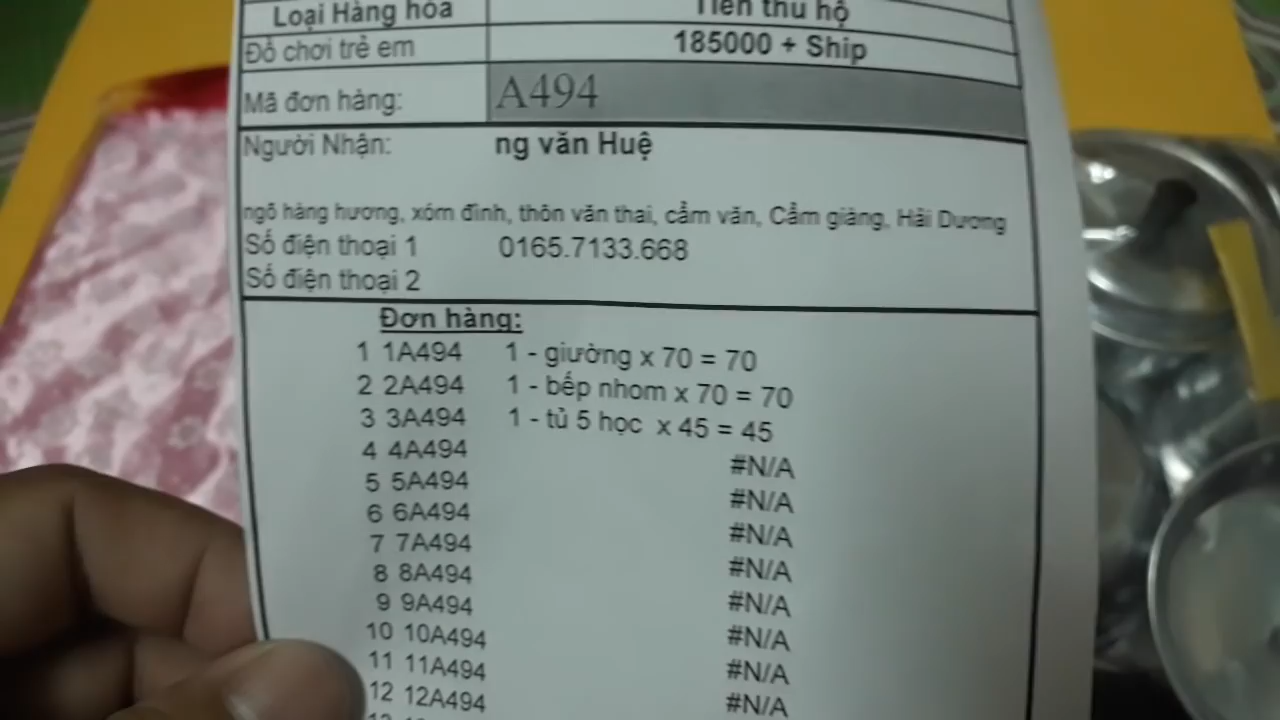 Loại Hàng hóa Tiền thu hộ
Đồ chơi trẻ em 185000 + Ship
Mã đơn hàng: A494
Người Nhận: ng văn Huệ
ngõ hàng hương, xóm đình, thôn văn thai, cẩm văn, Cẩm giàng, Hải Dương
Số điện thoại 1 0165.7133.668
Số điện thoại 2
Đơn hàng:
1 1A494 1 - giường x 70 = 70
2 2A494 1 - bếp nhom x 70 = 70
3 3A494 1 - tủ 5 học x 45 = 45
4 4A494 #N/A
5 5A494 #N/A
6 6A494 #N/A
7 7A494 #N/A
8 8A494 #N/A
9 9A494 #N/A
10 10A494 #N/A
11 11A494 #N/A
12 12A494